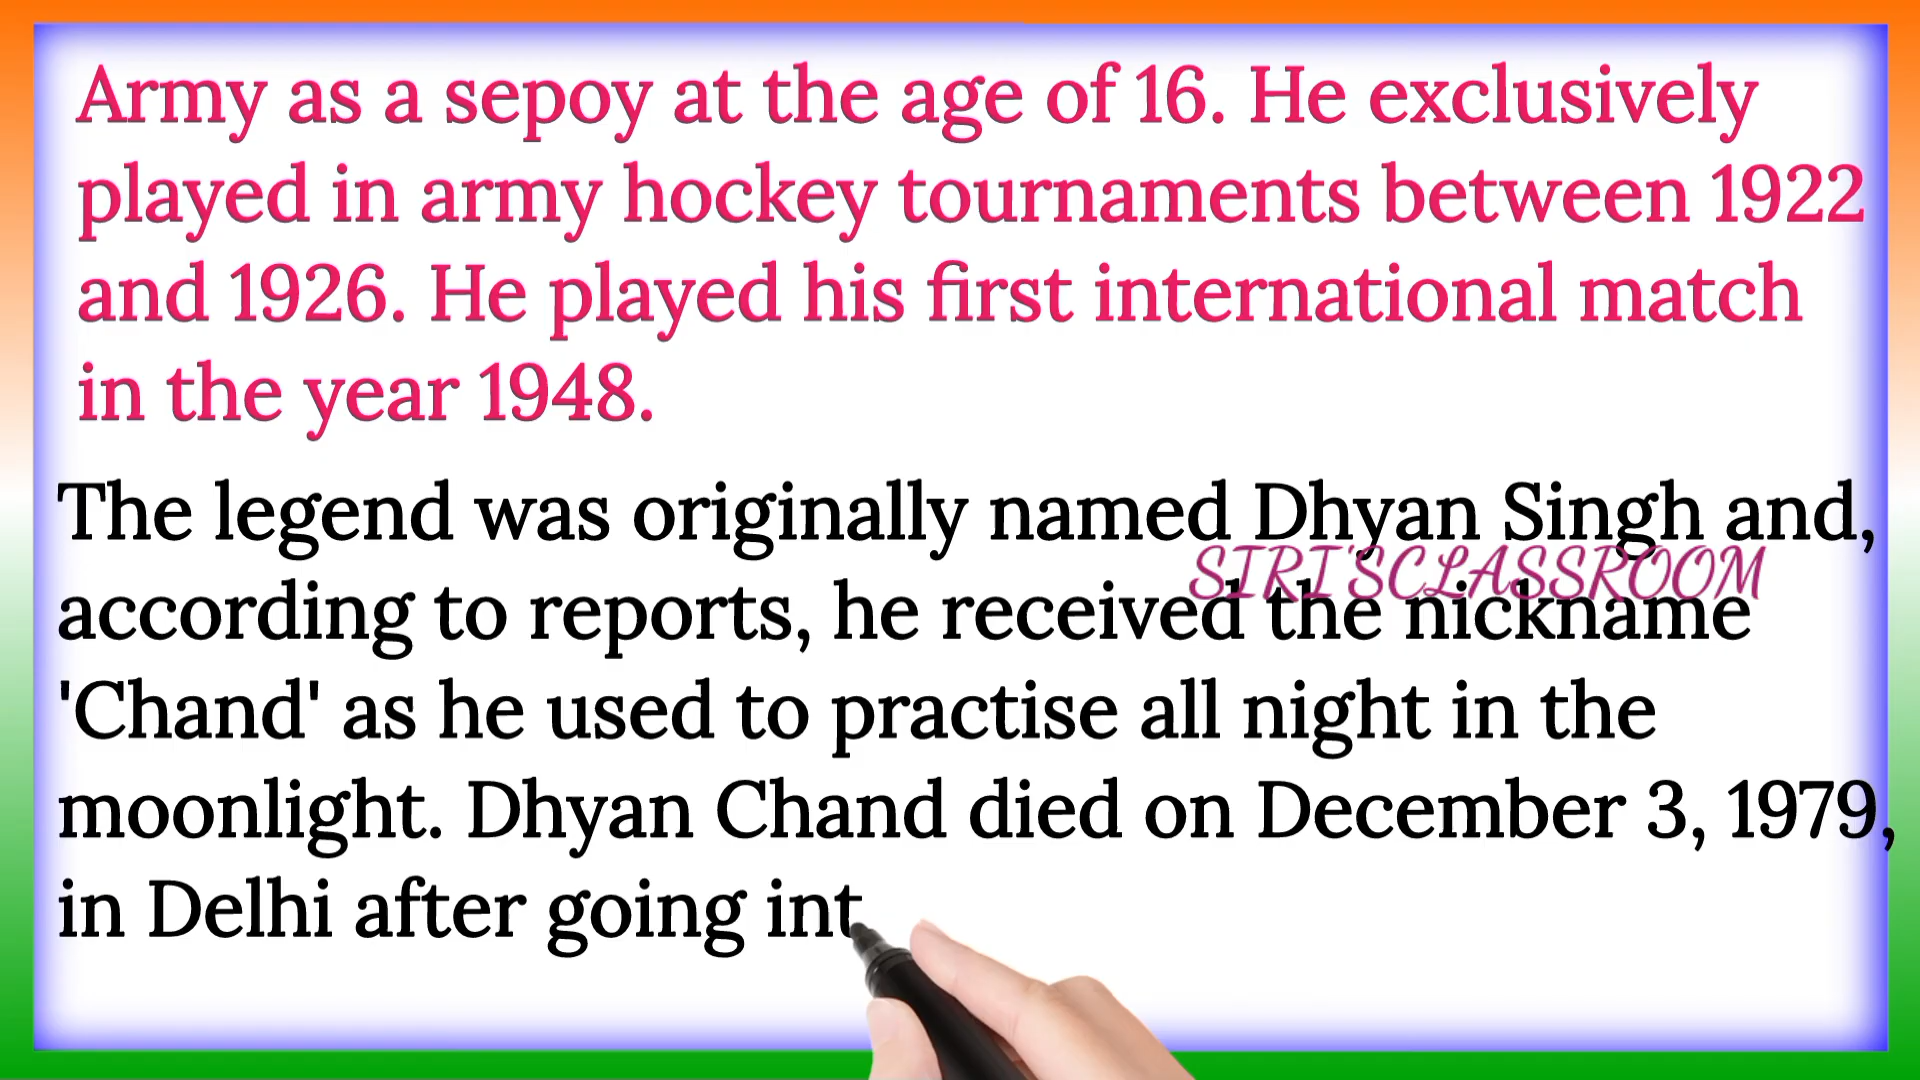 Army as a sepoy at the age of 16. He exclusively
played in army hockey tournaments between 1922
and 1926. He played his first international match
in the year 1948.
The legend was originally named Dhyan Singh and,
SIRI'SCLASSROOM
according to reports, he received the nickname
'Chand' as he used to practise all night in the
moonlight. Dhyan Chand died on December 3, 1979,
in Delhi after going int